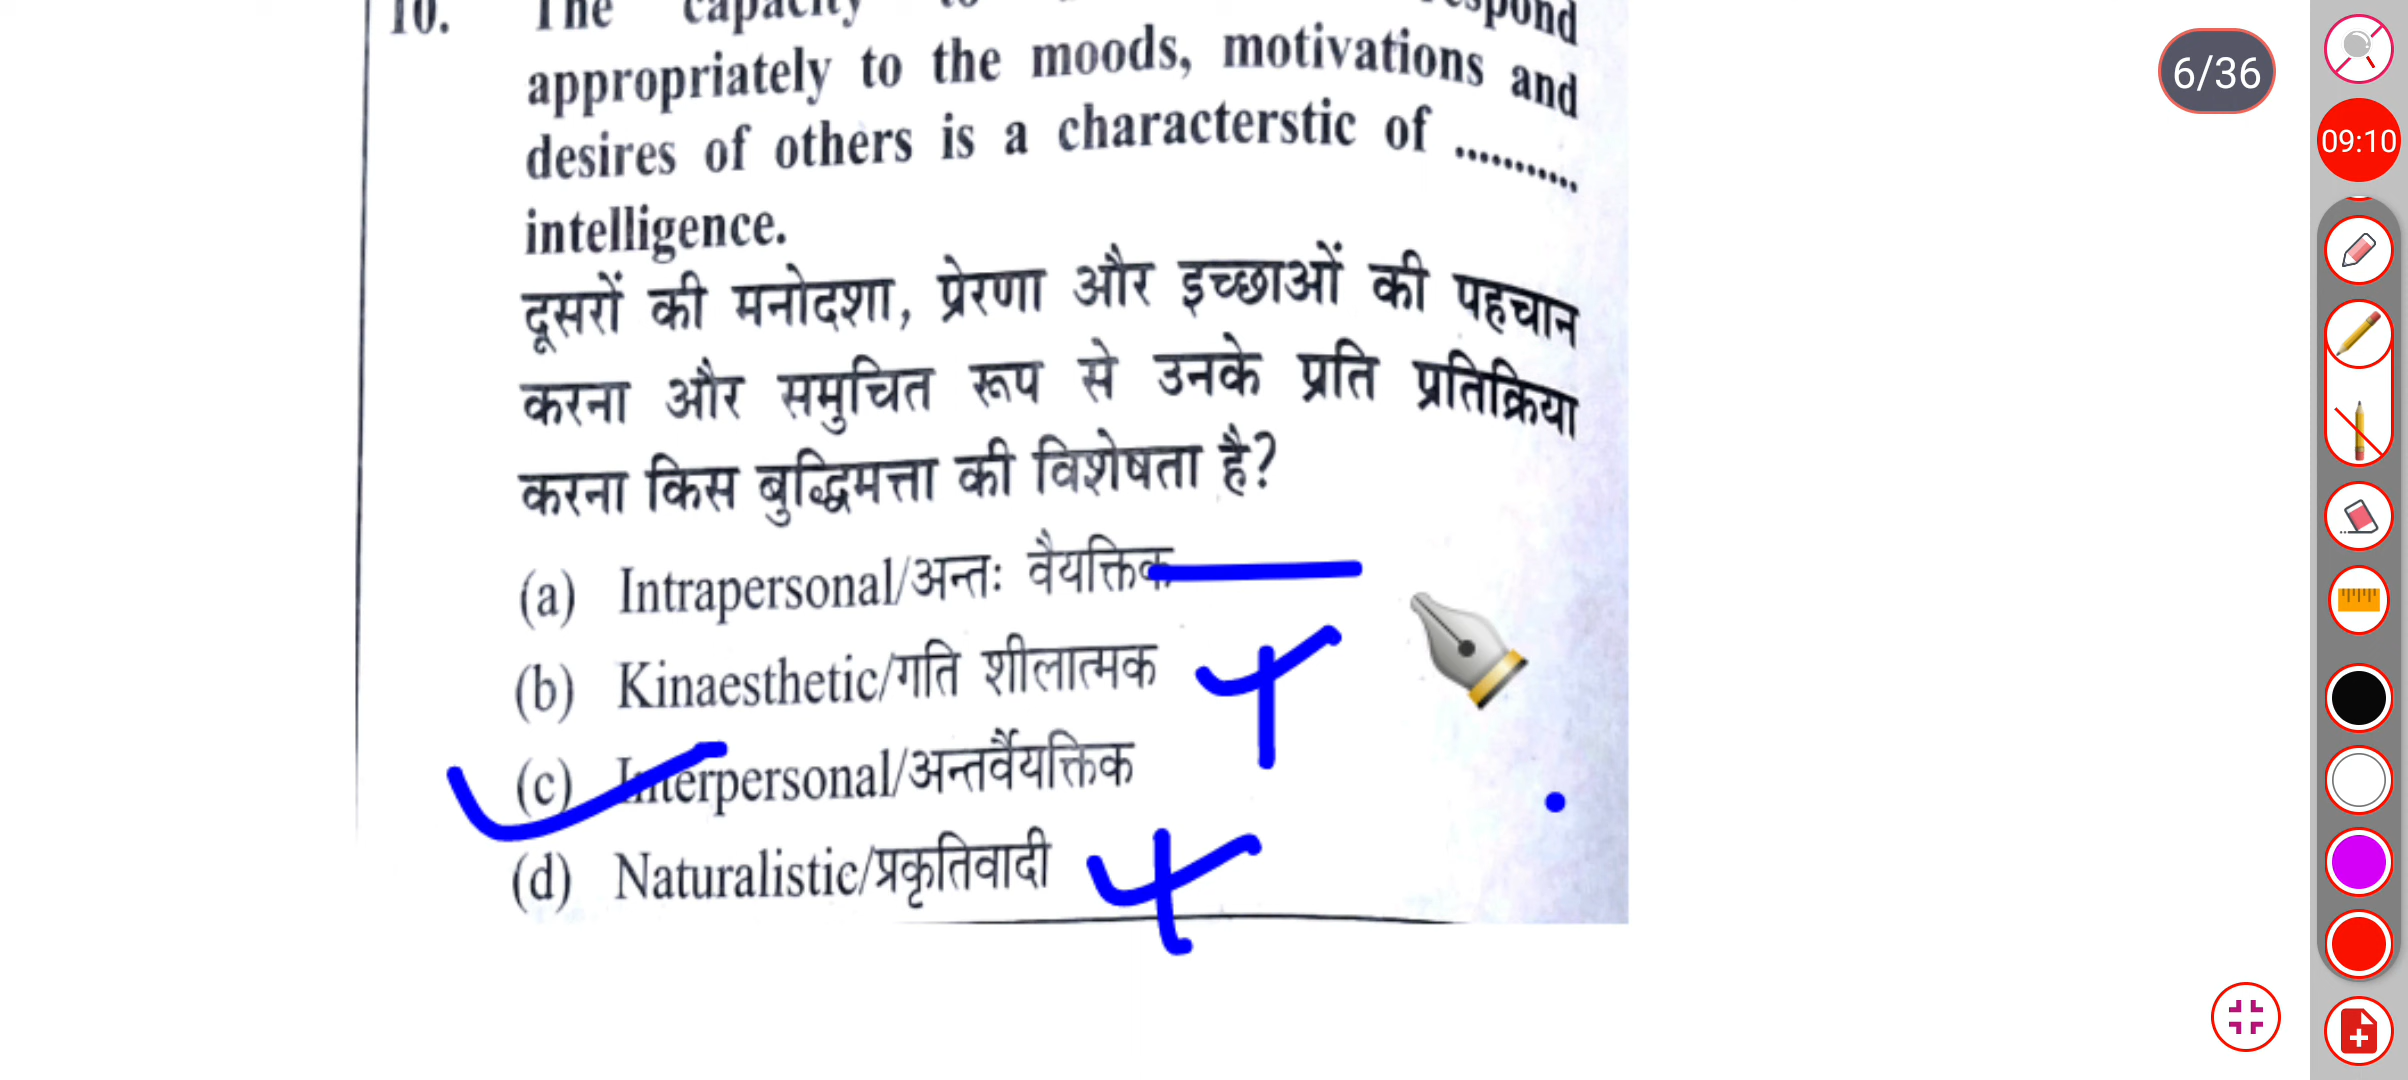 10. The capacity to spond
appropriately to the moods, motivations and
desires of others is a characterstic of ...........
intelligence.
दूसरों की मनोदशा, प्रेरणा और इच्छाओं की पहचान
करना और समुचित रूप से उनके प्रति प्रतिक्रिया
करना किस बुद्धिमत्ता की विशेषता है?
(a) Intrapersonal/अन्तः वैयक्तिक
(b) Kinaesthetic/गति शीलात्मक
(c) Interpersonal/अन्तर्वैयक्तिक
(d) Naturalistic/प्रकृतिवादी
6/36
09:10